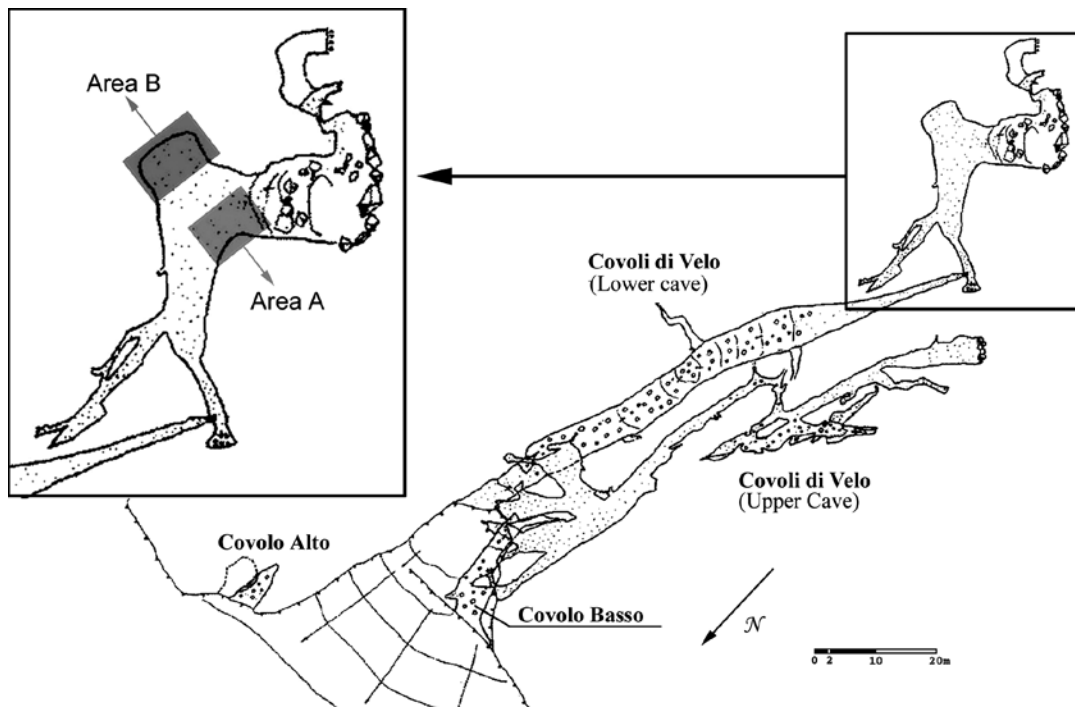 Area B
Area A
Covoli di Velo
(Lower cave)
Covoli di Velo
(Upper Cave)
Covolo Alto
Covolo Basso
N
0 2 10 20m